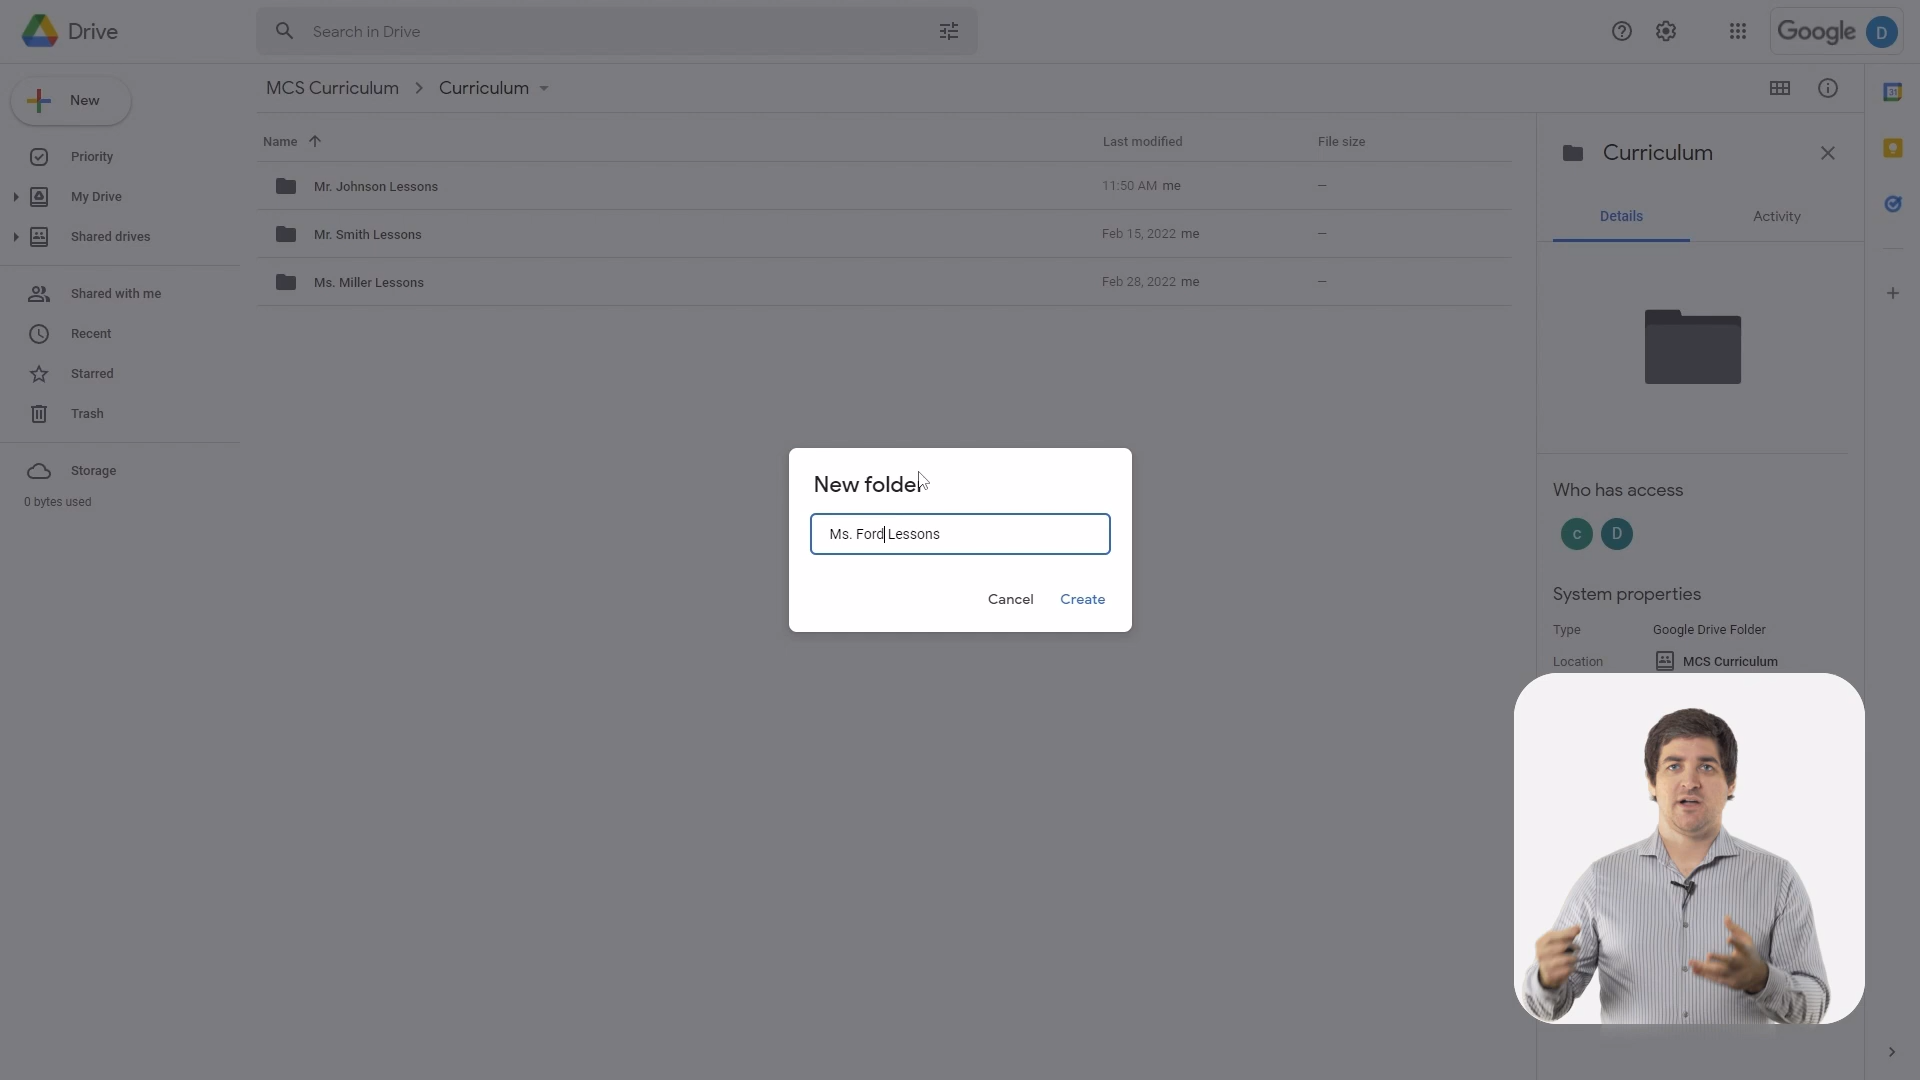 Drive
Search in Drive
Google
D
New
MCS Curriculum
Curriculum
31
Name
Last modified
File size
Priority
My Drive
Shared drives
Mr. Johnson Lessons
11:50 AM me
–
Mr. Smith Lessons
Feb 15, 2022 me
–
Ms. Miller Lessons
Feb 28, 2022 me
–
Shared with me
Recent
Starred
Trash
Storage
0 bytes used
New folder
Ms. Ford Lessons
Cancel
Create
Curriculum
Details
Activity
Who has access
c
D
System properties
Type
Google Drive Folder
Location
MCS Curriculum